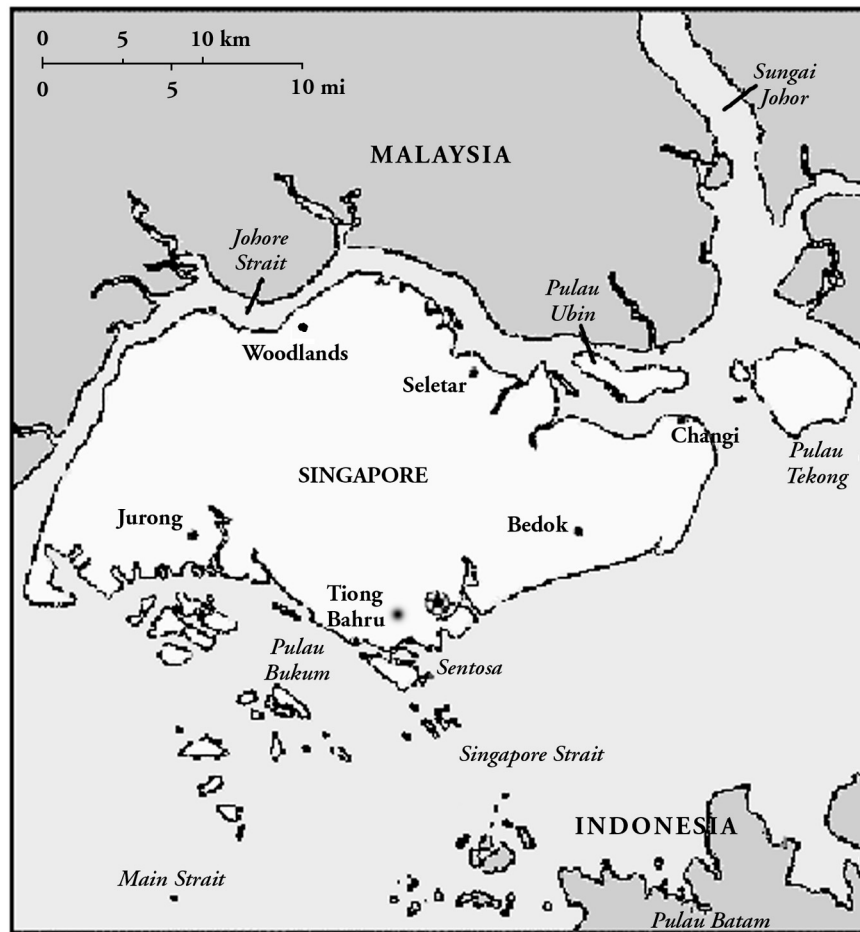 0 5 10 km
0 5 10 mi
Sungai
Johor
MALAYSIA
Johore
Strait
Pulau
Ubin
Woodlands
Seletar
Changi
Pulau
Tekong
SINGAPORE
Jurong
Bedok
Tiong
Bahru
Pulau
Bukum
Sentosa
Singapore Strait
INDONESIA
Main Strait
Pulau Batam